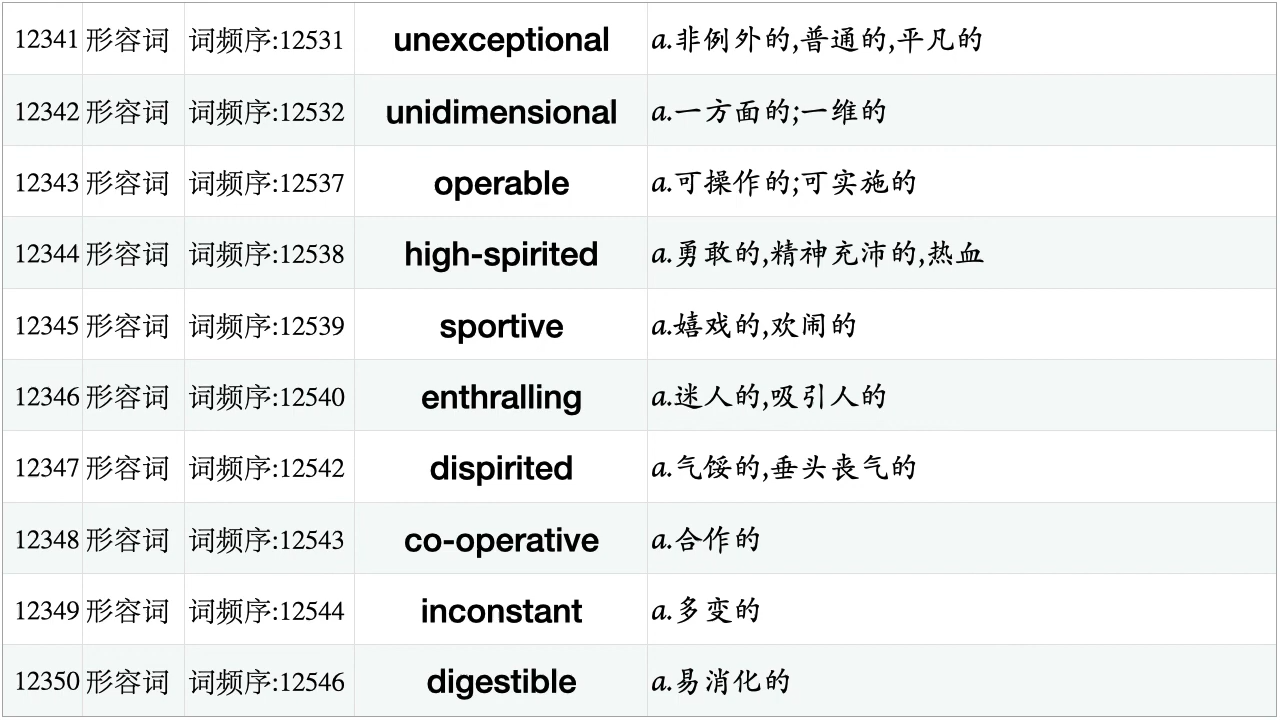 12341 形容词 词频序:12531 unexceptional a.非例外的,普通的,平凡的
12342 形容词 词频序:12532 unidimensional a.一方面的;一维的
12343 形容词 词频序:12537 operable a.可操作的;可实施的
12344 形容词 词频序:12538 high-spirited a.勇敢的,精神充沛的,热血
12345 形容词 词频序:12539 sportive a.嬉戏的,欢闹的
12346 形容词 词频序:12540 enthralling a.迷人的,吸引人的
12347 形容词 词频序:12542 dispirited a.气馁的,垂头丧气的
12348 形容词 词频序:12543 co-operative a.合作的
12349 形容词 词频序:12544 inconstant a.多变的
12350 形容词 词频序:12546 digestible a.易消化的